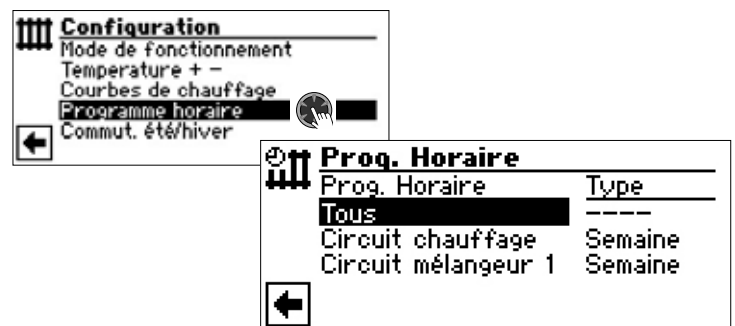 Configuration
Mode de fonctionnement
Temperature + -
Courbes de chauffage
Programme horaire
Commut. été/hiver
Prog. Horaire
Prog. Horaire Type
Tous ----
Circuit chauffage Semaine
Circuit mélangeur 1 Semaine